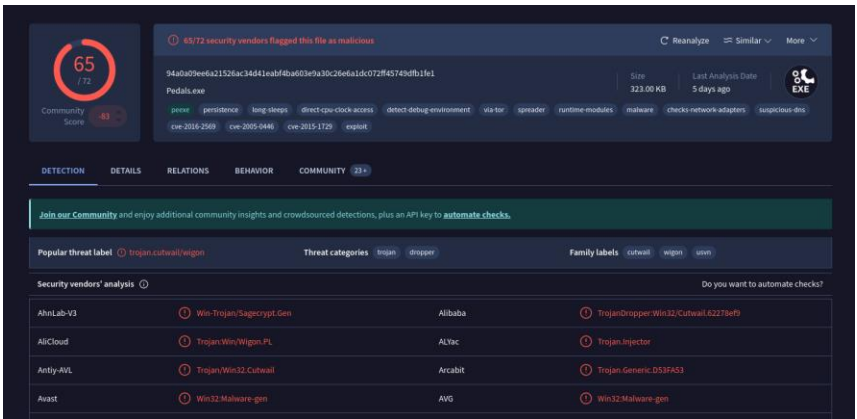 65
/ 72
Community
Score
-83
65/72 security vendors flagged this file as malicious
Reanalyze Similar More
94a0a09ee6a21526ac34d41eabf4ba603e9a30c26e6a1dc072ff45749dfb1fe1
Pedals.exe
Size
323.00 KB
Last Analysis Date
5 days ago
EXE
peexe persistence long-sleeps direct-cpu-clock-access detect-debug-environment via-tor spreader runtime-modules malware checks-network-adapters suspicious-dns
cve-2016-2569 cve-2005-0446 cve-2015-1729 exploit
DETECTION DETAILS RELATIONS BEHAVIOR COMMUNITY 23+
Join our Community and enjoy additional community insights and crowdsourced detections, plus an API key to automate checks.
Popular threat label trojan.cutwail/wigon Threat categories trojan dropper Family labels cutwail wigon usvn
Security vendors' analysis Do you want to automate checks?
AhnLab-V3 Win-Trojan/Sagecrypt.Gen Alibaba TrojanDropper:Win32/Cutwail.62278ef9
AliCloud Trojan:Win/Wigon.PL ALYac Trojan.Injector
Antiy-AVL Trojan/Win32.Cutwail Arcabit Trojan.Generic.D53FA53
Avast Win32:Malware-gen AVG Win32:Malware-gen